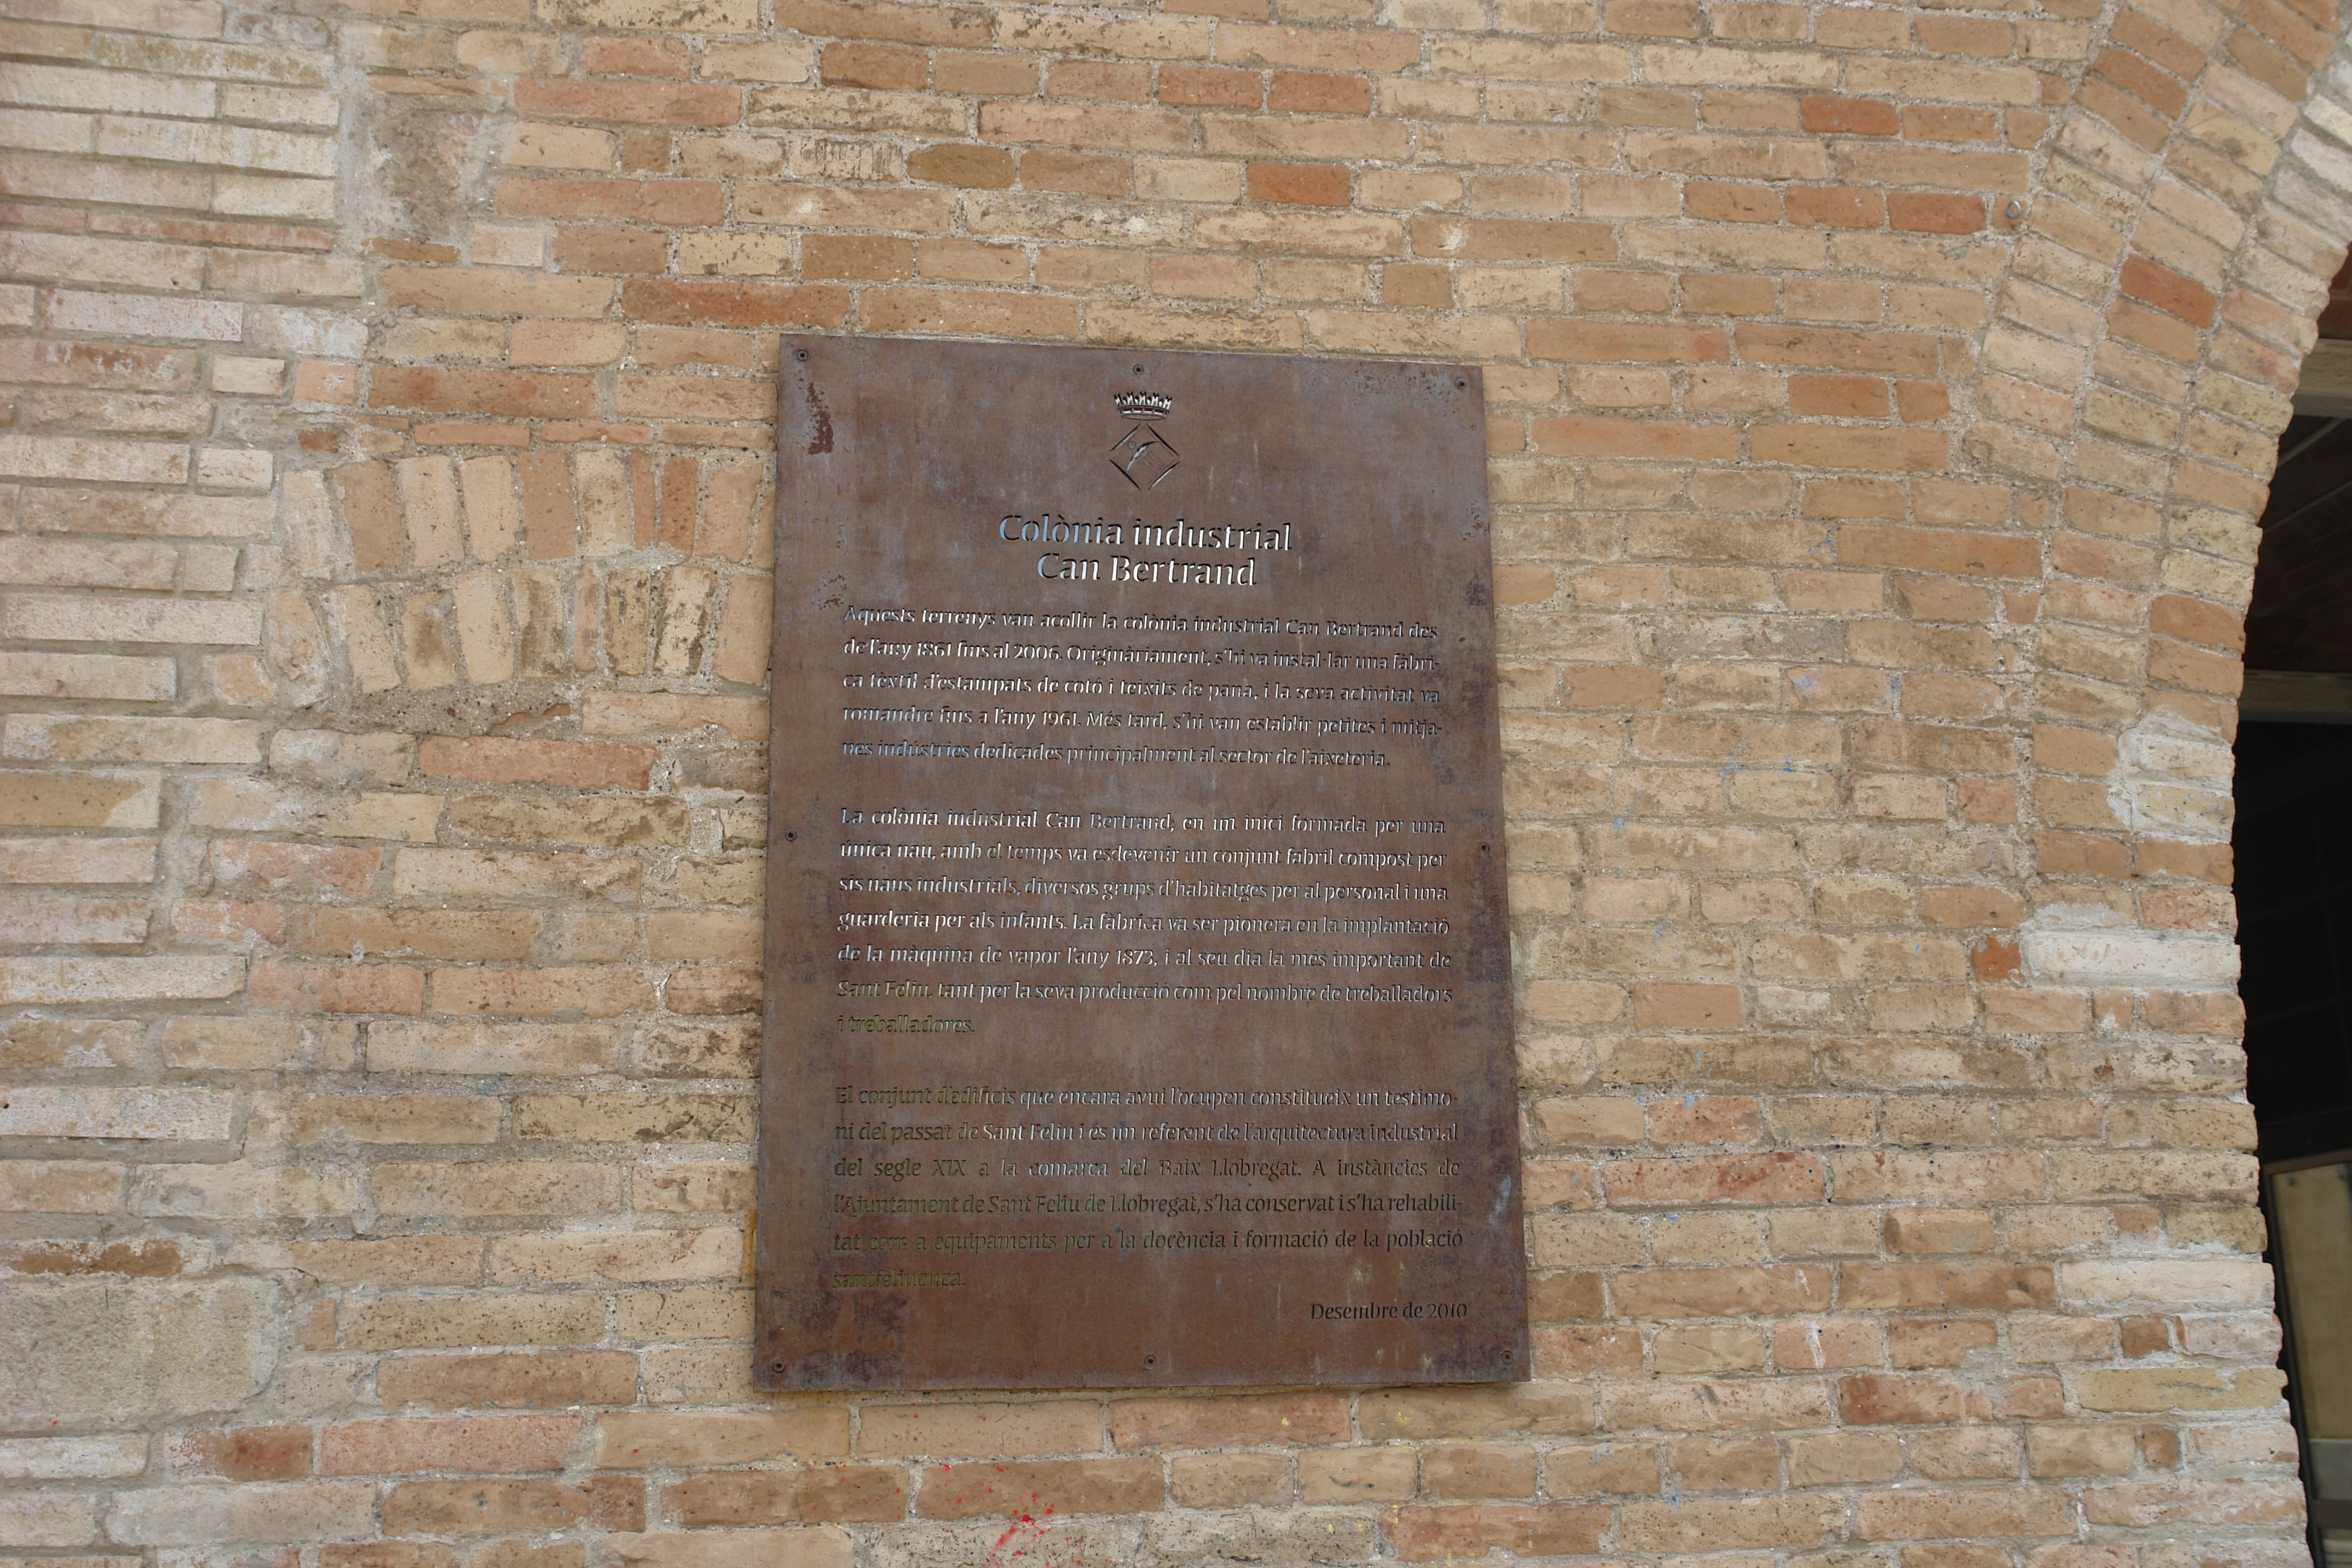 Colònia industrial
Can Bertrand
Aquests terrenys van acollir la colònia industrial Can Bertrand des
de l'any 1861 fins al 2006. Originàriament, s'hi va instal·lar una fàbri-
ca tèxtil d'estampats de cotó i teixits de pana, i la seva activitat va
romandre fins a l'any 1961. Més tard, s'hi van establir petites i mitja-
nes indústries dedicades principalment al sector de l'aixeteria.
La colònia industrial Can Bertrand, en un inici formada per una
única nau, amb el temps va esdevenir un conjunt fabril compost per
sis naus industrials, diversos grups d'habitatges per al personal i una
guarderia per als infants. La fàbrica va ser pionera en la implantació
de la màquina de vapor l'any 1873, i al seu dia la més important de
Sant Feliu, tant per la seva producció com pel nombre de treballadors
i treballadores.
El conjunt d'edificis que encara avui l'ocupen constitueix un testimo-
ni del passat de Sant Feliu i és un referent de l'arquitectura industrial
del segle XIX a la comarca del Baix Llobregat. A instàncies de
l'Ajuntament de Sant Feliu de Llobregat, s'ha conservat i s'ha rehabili-
tat com a equipaments per a la docència i formació de la població
santfeliuenca.
Desembre de 2010